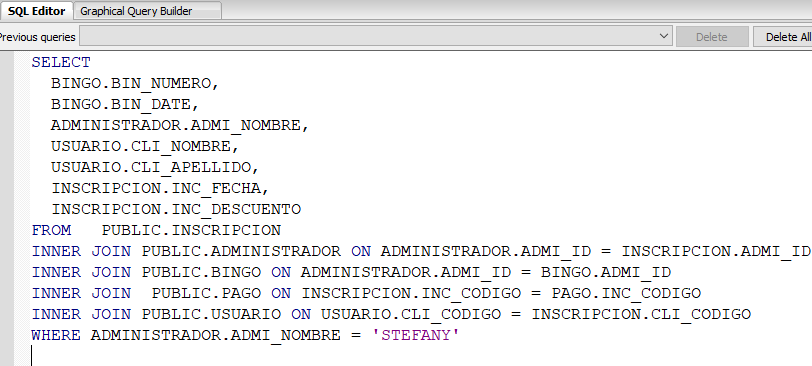 SQL Editor Graphical Query Builder
Previous queries Delete Delete All
SELECT
BINGO.BIN_NUMERO,
BINGO.BIN_DATE,
ADMINISTRADOR.ADMI_NOMBRE,
USUARIO.CLI_NOMBRE,
USUARIO.CLI_APELLIDO,
INSCRIPCION.INC_FECHA,
INSCRIPCION.INC_DESCUENTO
FROM PUBLIC.INSCRIPCION
INNER JOIN PUBLIC.ADMINISTRADOR ON ADMINISTRADOR.ADMI_ID = INSCRIPCION.ADMI_ID
INNER JOIN PUBLIC.BINGO ON ADMINISTRADOR.ADMI_ID = BINGO.ADMI_ID
INNER JOIN PUBLIC.PAGO ON INSCRIPCION.INC_CODIGO = PAGO.INC_CODIGO
INNER JOIN PUBLIC.USUARIO ON USUARIO.CLI_CODIGO = INSCRIPCION.CLI_CODIGO
WHERE ADMINISTRADOR.ADMI_NOMBRE = 'STEFANY'